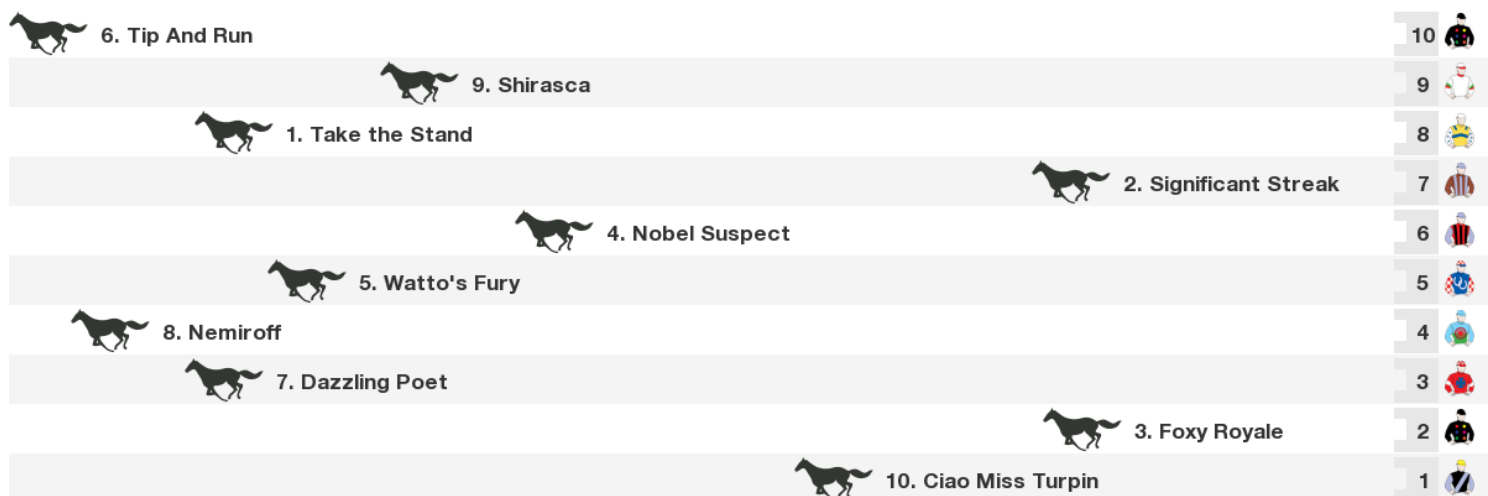 6. Tip And Run 10
9. Shirasca 9
1. Take the Stand 8
2. Significant Streak 7
4. Nobel Suspect 6
5. Watto's Fury 5
8. Nemiroff 4
7. Dazzling Poet 3
3. Foxy Royale 2
10. Ciao Miss Turpin 1